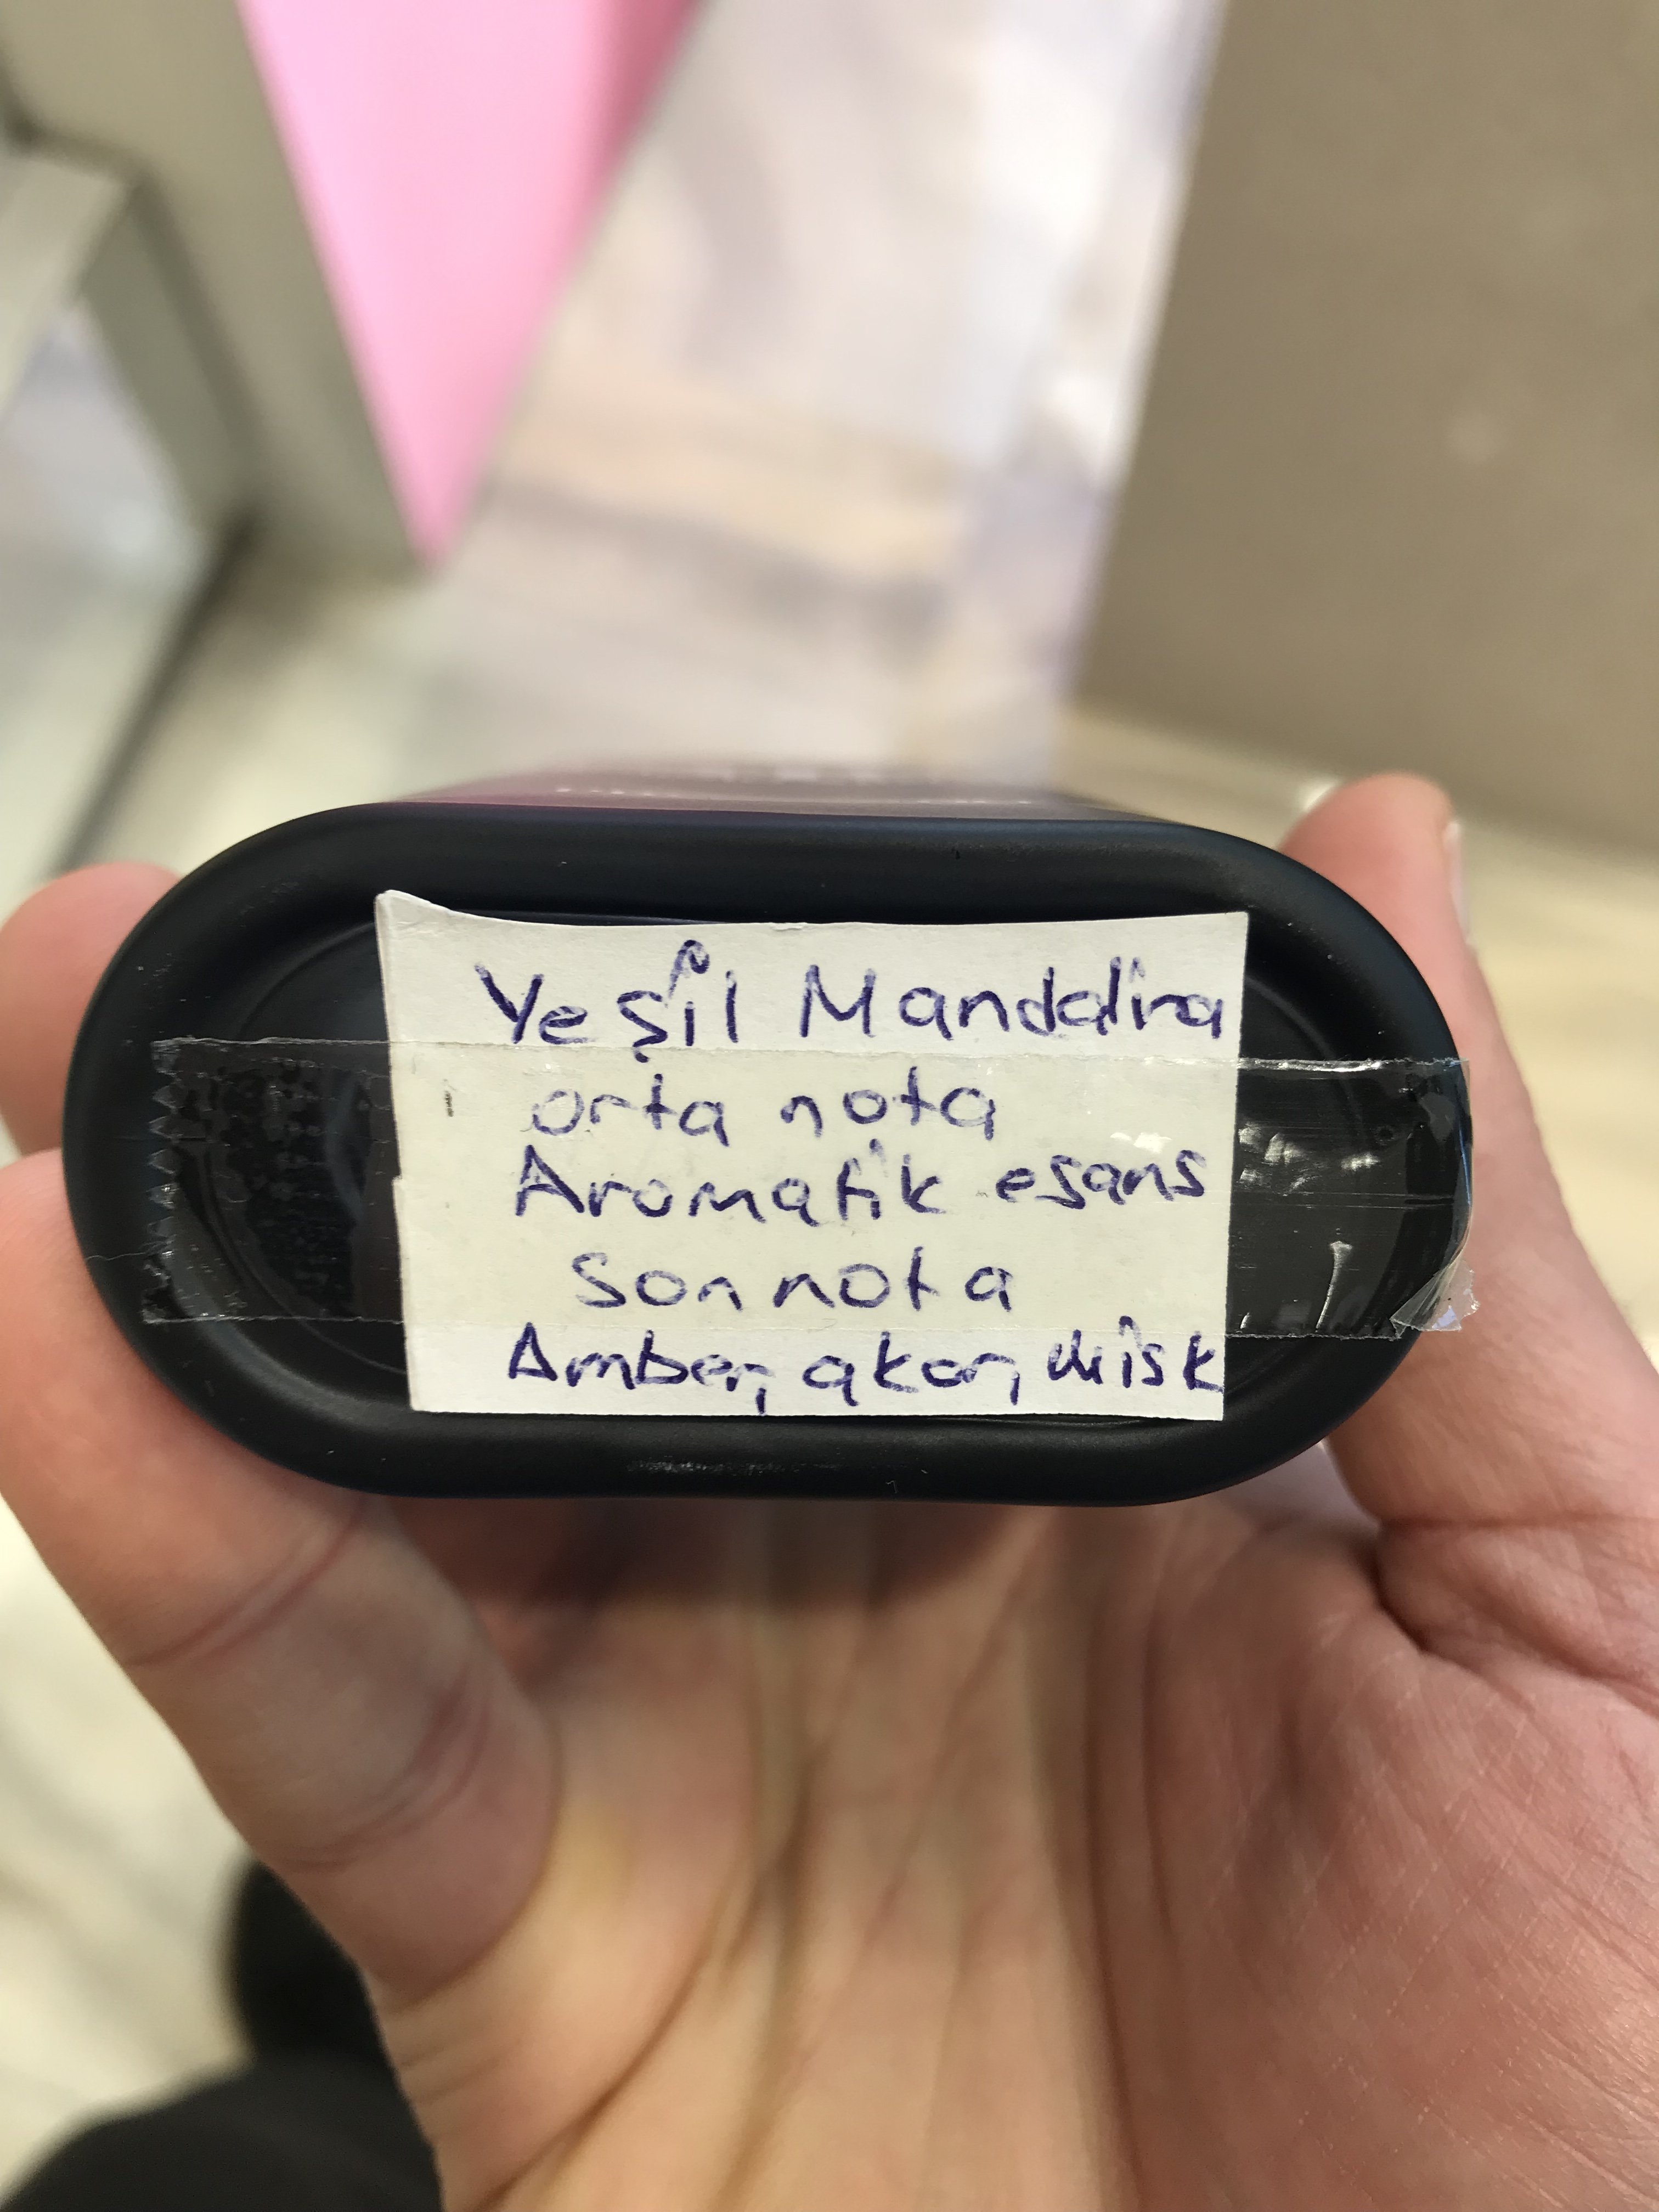 Yeşil Mandalina
orta nota
Aromatik esans
Son nota
Amber, akor, misk